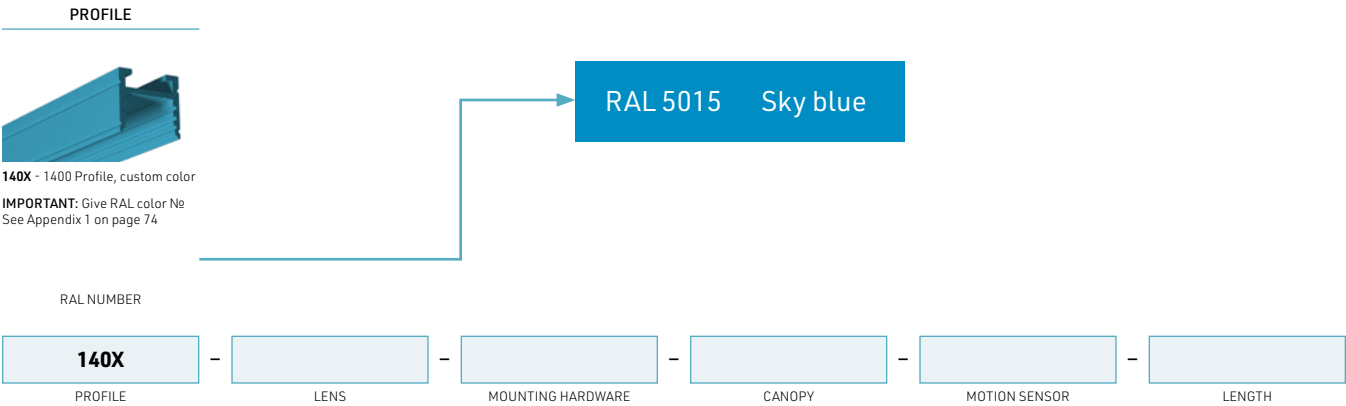 PROFILE
RAL 5015 Sky blue
140X - 1400 Profile, custom color
IMPORTANT: Give RAL color №
See Appendix 1 on page 74
RAL NUMBER
140X – – – – –
PROFILE LENS MOUNTING HARDWARE CANOPY MOTION SENSOR LENGTH